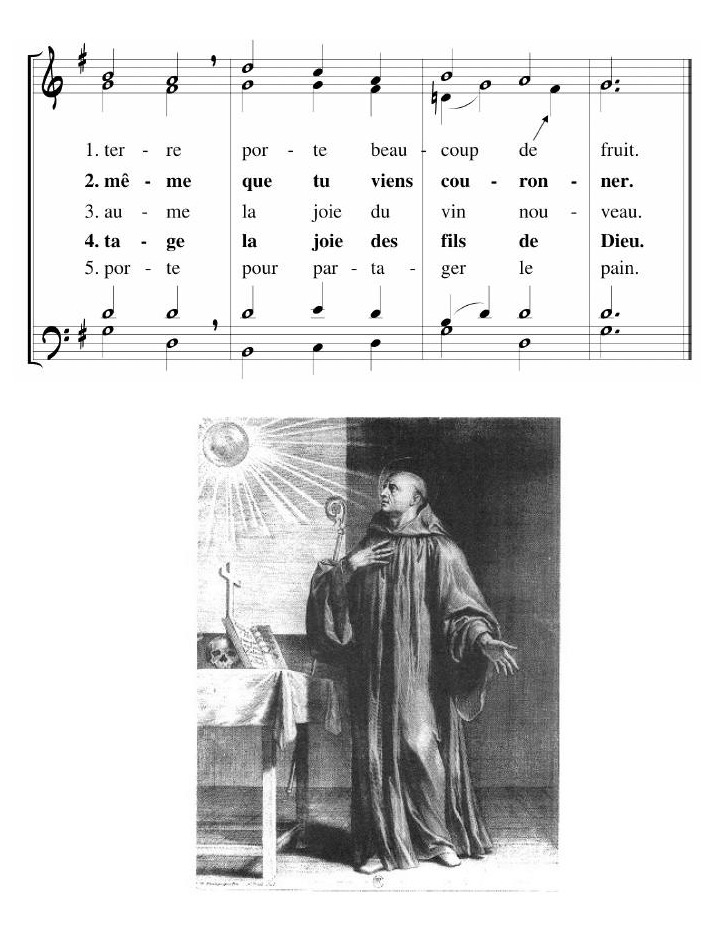 1. ter - re por - te beau - coup de fruit.
2. mê - me que tu viens cou - ron - ner.
3. au - me la joie du vin nou - veau.
4. ta - ge la joie des fils de Dieu.
5. por - te pour par - ta - ger le pain.